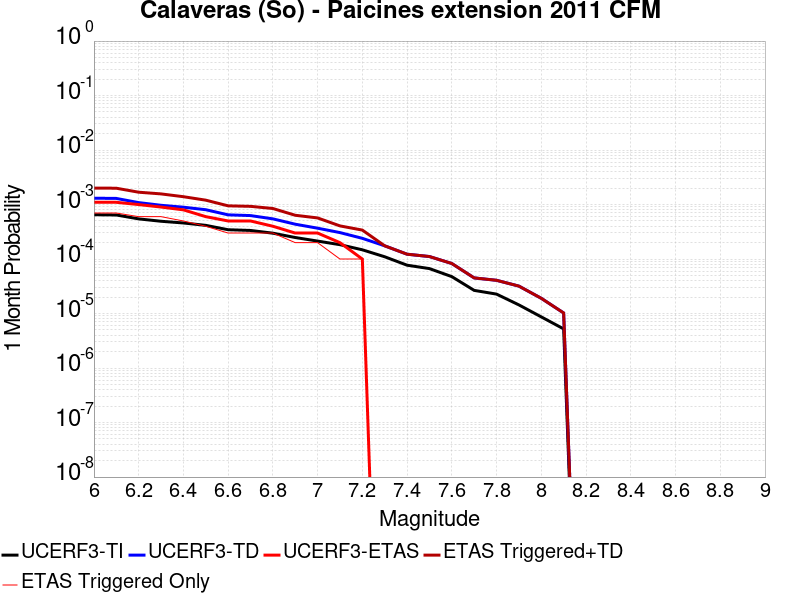 Calaveras (So) - Paicines extension 2011 CFM
10^0
10^-1
10^-2
10^-3
10^-4
10^-5
10^-6
10^-7
10^-8
1 Month Probability
6 6.2 6.4 6.6 6.8 7 7.2 7.4 7.6 7.8 8 8.2 8.4 8.6 8.8 9
Magnitude
UCERF3-TI UCERF3-TD UCERF3-ETAS ETAS Triggered+TD
ETAS Triggered Only